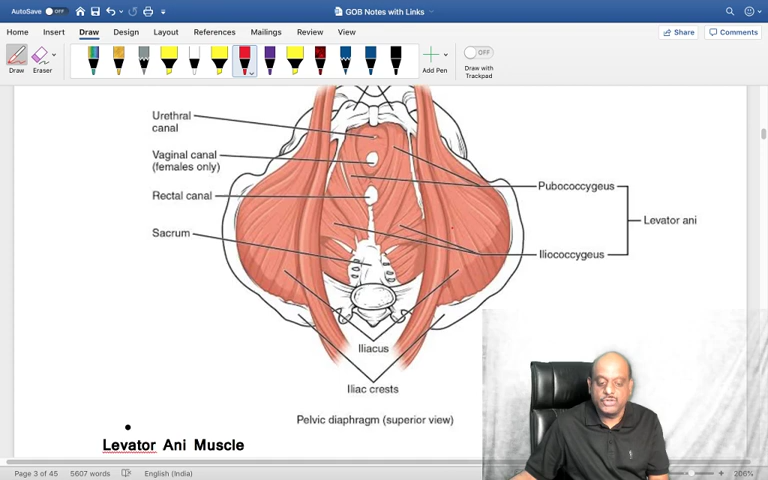 AutoSave OFF
GOB Notes with Links
Home Insert Draw Design Layout References Mailings Review View
Share Comments
Draw Eraser Add Pen Draw with Trackpad OFF
Urethral canal
Vaginal canal (females only)
Rectal canal
Sacrum
Pubococcygeus
Levator ani
Iliococcygeus
Iliacus
Iliac crests
Pelvic diaphragm (superior view)
Levator Ani Muscle
Page 3 of 45 5607 words English (India) 206%